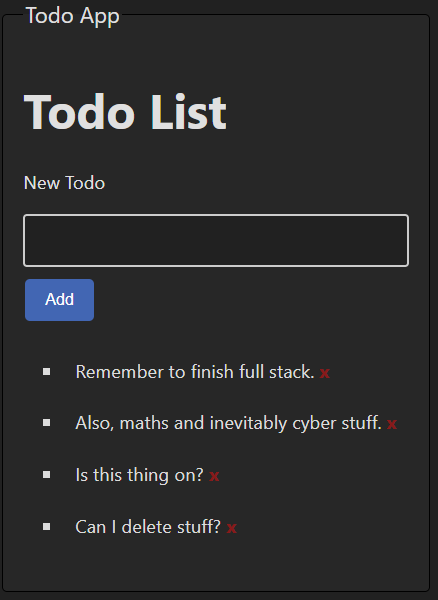 Todo App
Todo List
New Todo
Add
Remember to finish full stack. x
Also, maths and inevitably cyber stuff. x
Is this thing on? x
Can I delete stuff? x